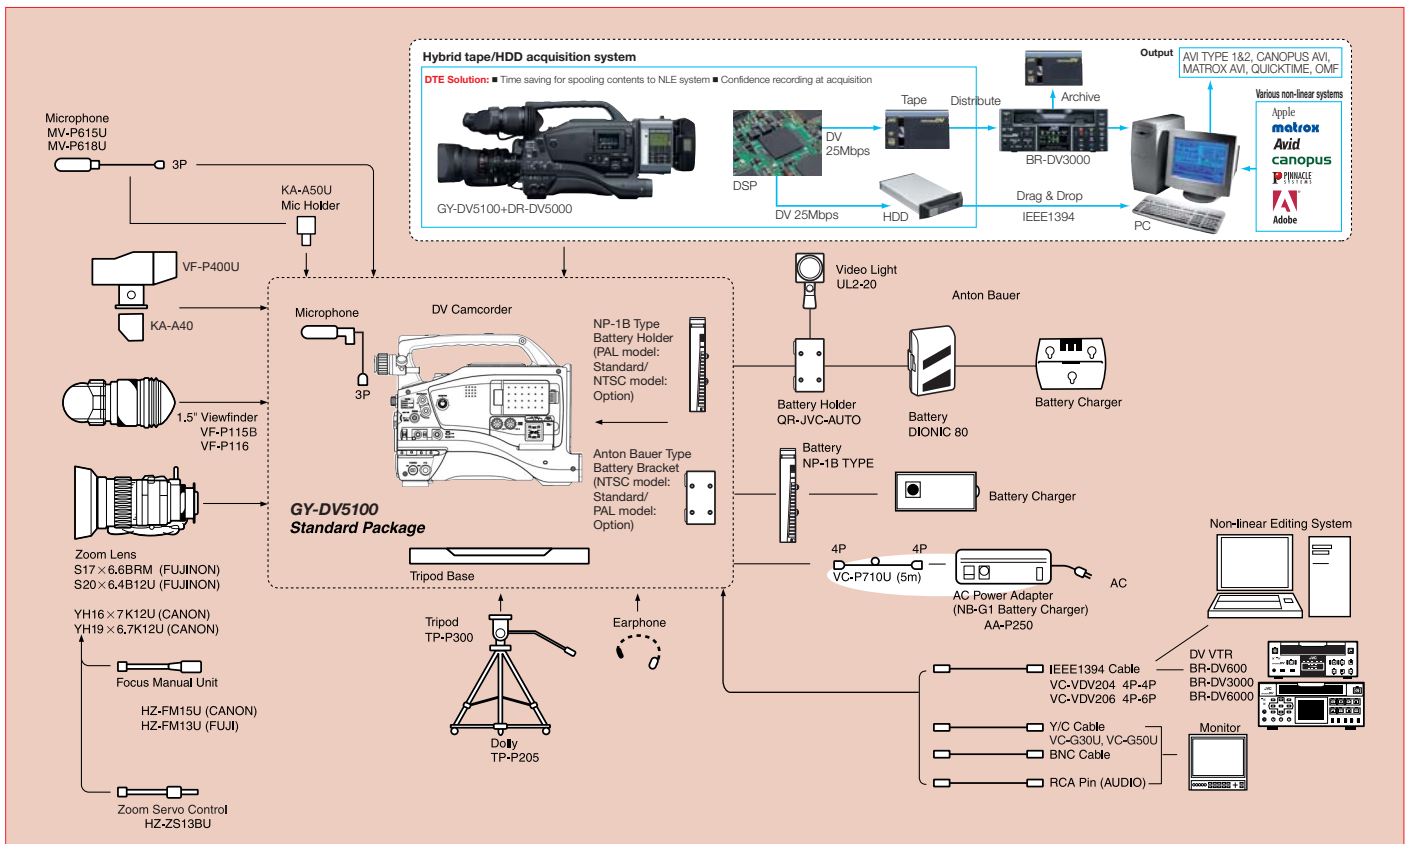 Hybrid tape/HDD acquisition system
DTE Solution: ■ Time saving for spooling contents to NLE system ■ Confidence recording at acquisition
GY-DV5100+DR-DV5000
DSP
DV
25Mbps
DV 25Mbps
Tape
HDD
Distribute
Archive
BR-DV3000
Drag & Drop
IEEE1394
PC
Output
AVI TYPE 1&2, CANOPUS AVI,
MATROX AVI, QUICKTIME, OMF
Various non-linear systems
Apple
matrox
Avid
canopus
PINNACLE
SYSTEMS
Adobe
Microphone
MV-P615U
MV-P618U
3P
KA-A50U
Mic Holder
VF-P400U
KA-A40
1.5" Viewfinder
VF-P115B
VF-P116
Zoom Lens
S17×6.6BRM (FUJINON)
S20×6.4B12U (FUJINON)
YH16×7K12U (CANON)
YH19×6.7K12U (CANON)
Focus Manual Unit
HZ-FM15U (CANON)
HZ-FM13U (FUJI)
Zoom Servo Control
HZ-ZS13BU
Microphone
3P
DV Camcorder
NP-1B Type
Battery Holder
(PAL model:
Standard/
NTSC model:
Option)
Anton Bauer Type
Battery Bracket
(NTSC model:
Standard/
PAL model:
Option)
GY-DV5100
Standard Package
Tripod Base
Tripod
TP-P300
Earphone
Dolly
TP-P205
Video Light
UL2-20
Anton Bauer
Battery Holder
QR-JVC-AUTO
Battery
DIONIC 80
Battery Charger
Battery
NP-1B TYPE
Battery Charger
4P
4P
VC-P710U (5m)
AC Power Adapter
(NB-G1 Battery Charger)
AA-P250
AC
Non-linear Editing System
IEEE1394 Cable
VC-VDV204 4P-4P
VC-VDV206 4P-6P
DV VTR
BR-DV600
BR-DV3000
BR-DV6000
Y/C Cable
VC-G30U, VC-G50U
BNC Cable
RCA Pin (AUDIO)
Monitor